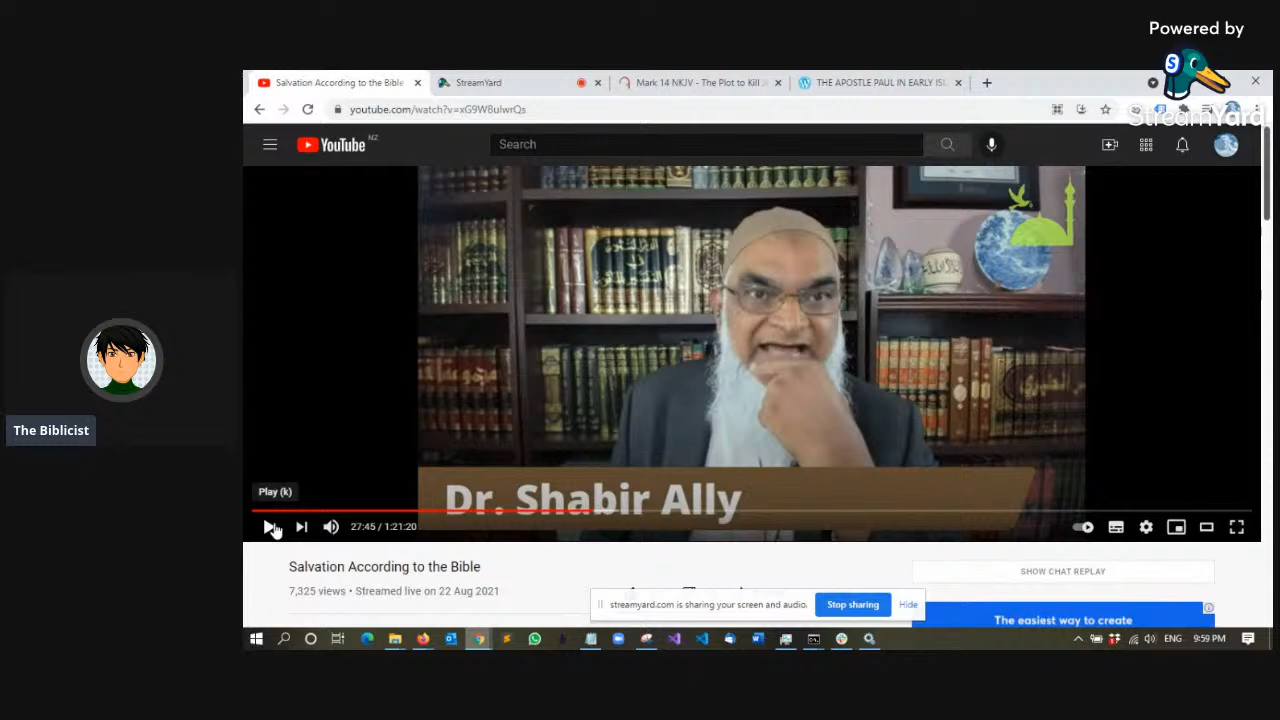 Powered by
StreamYard
Salvation According to the Bible
StreamYard
Mark 14 NKJV - The Plot to Kill
THE APOSTLE PAUL IN EARLY ISL
youtube.com/watch?v=xG9W8ulwrQs
YouTube NZ
Search
Dr. Shabir Ally
The Biblicist
Play (k)
27:45 / 1:21:20
Salvation According to the Bible
7,325 views • Streamed live on 22 Aug 2021
SHOW CHAT REPLAY
streamyard.com is sharing your screen and audio.
Stop sharing
Hide
The easiest way to create
ENG
9:59 PM